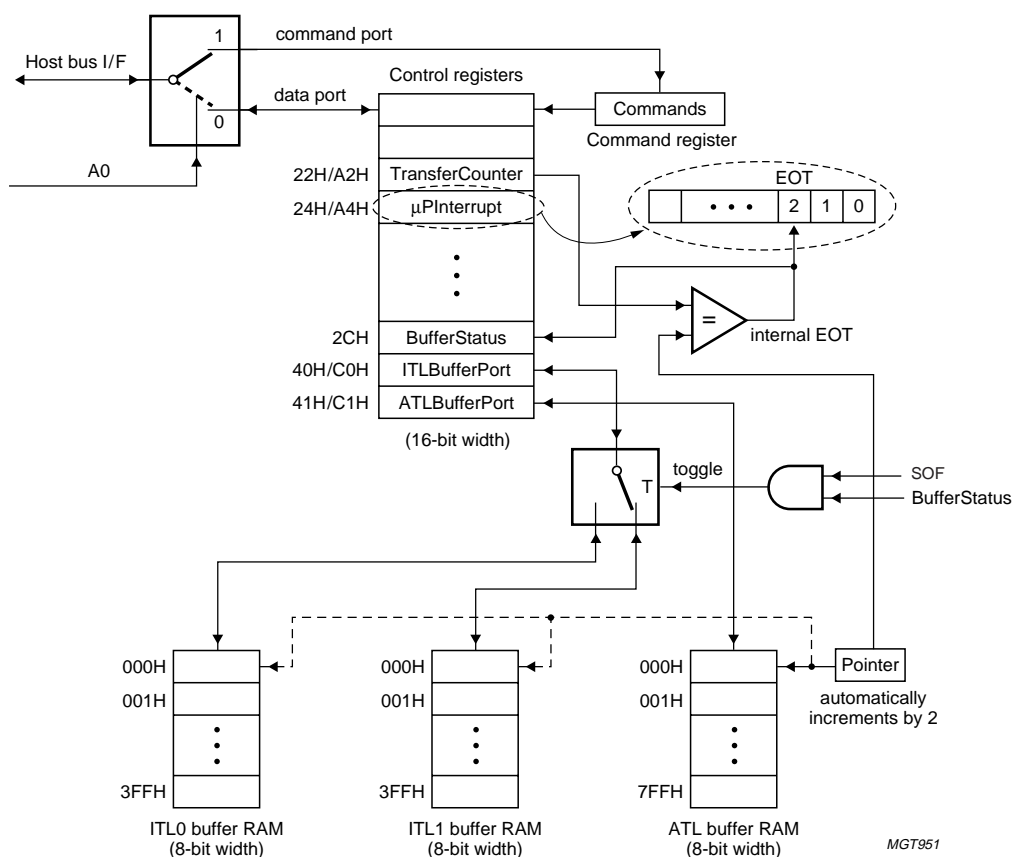 1
command port
Host bus I/F
Control registers
data port
0
Commands
Command register
A0
22H/A2H
TransferCounter
EOT
24H/A4H
μPInterrupt
• • •
2
1
0
=
internal EOT
2CH
BufferStatus
40H/C0H
ITLBufferPort
41H/C1H
ATLBufferPort
(16-bit width)
T
toggle
SOF
BufferStatus
000H
000H
000H
Pointer
001H
001H
001H
automatically
increments by 2
3FFH
3FFH
7FFH
ITL0 buffer RAM
(8-bit width)
ITL1 buffer RAM
(8-bit width)
ATL buffer RAM
(8-bit width)
MGT951